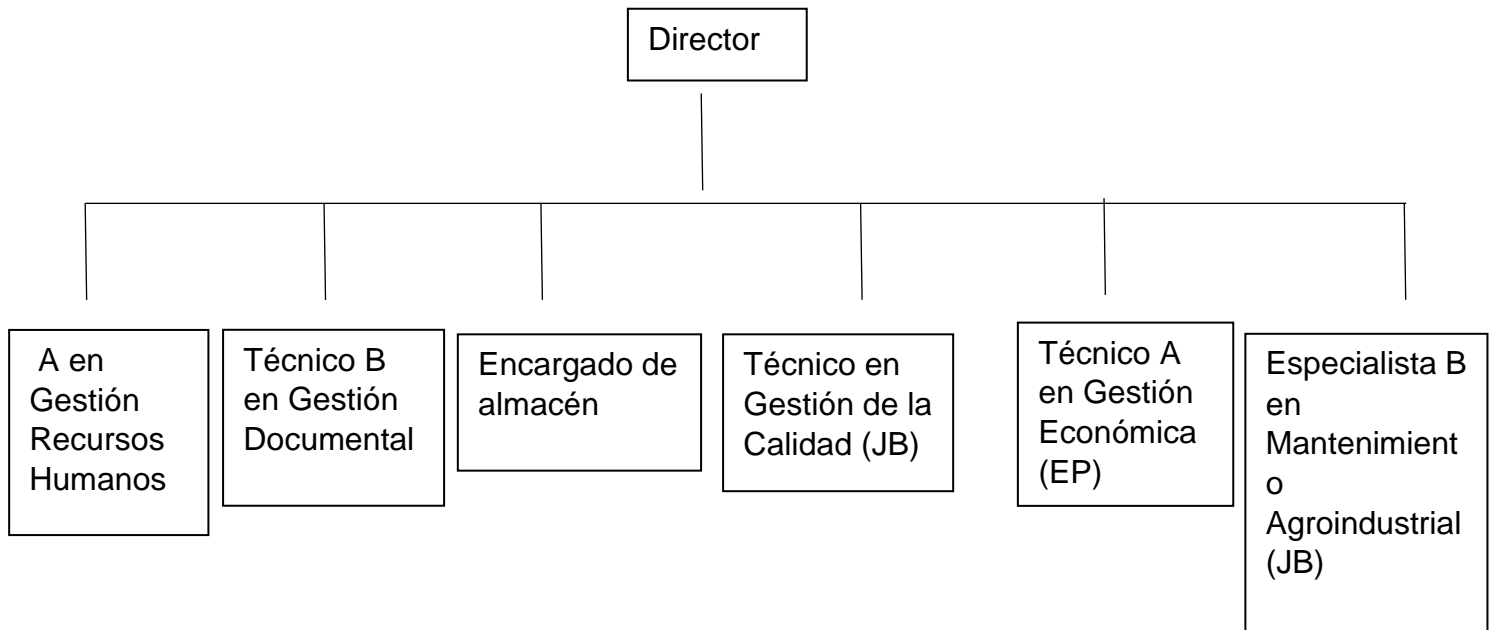 Director
A en
Gestión
Recursos
Humanos
Técnico B
en Gestión
Documental
Encargado de
almacén
Técnico en
Gestión de la
Calidad (JB)
Técnico A
en Gestión
Económica
(EP)
Especialista B
en
Mantenimient
o
Agroindustrial
(JB)